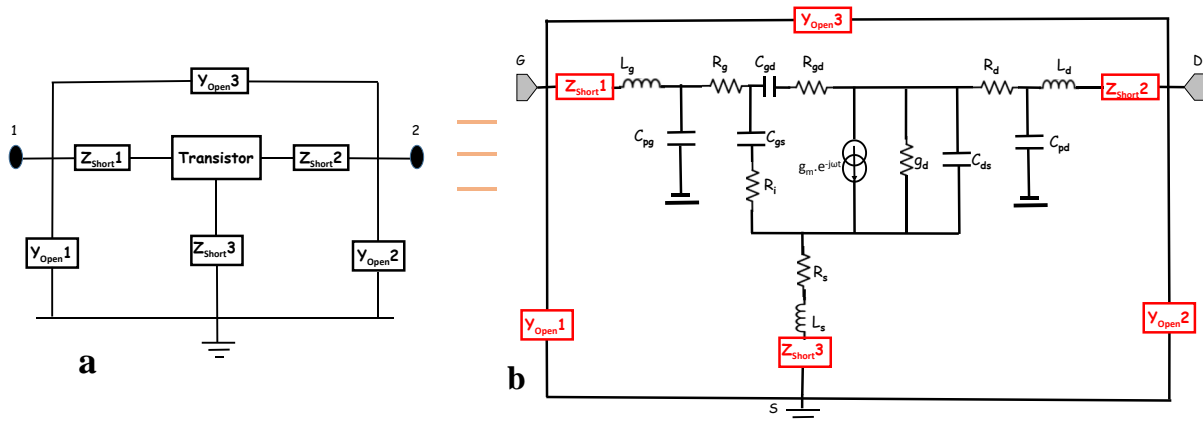 Y_Open3
1
2
Z_Short1
Transistor
Z_Short2
Y_Open1
Z_Short3
Y_Open2
a
Y_Open3
G
D
Z_Short1
L_g
R_g
C_gd
R_gd
R_d
L_d
Z_Short2
C_pg
C_gs
g_m.e^-jωt
g_d
C_ds
C_pd
R_i
R_s
Y_Open1
L_s
Y_Open2
Z_Short3
b
S